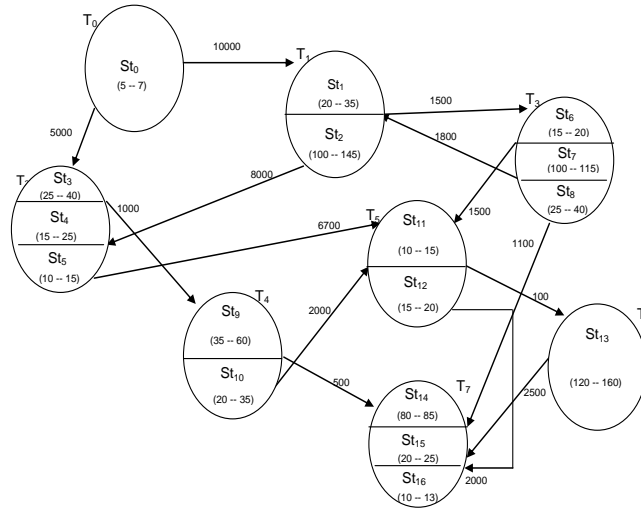 T0
St0
(5 -- 7)
10000
5000
T1
St1
(20 -- 35)
St2
(100 -- 145)
1500
1800
8000
T3
St6
(15 -- 20)
St7
(100 -- 115)
St8
(25 -- 40)
1500
1100
T
St3
(25 -- 40)
St4
(15 -- 25)
St5
(10 -- 15)
1000
6700
T5
St11
(10 -- 15)
St12
(15 -- 20)
100
T4
St9
(35 -- 60)
St10
(20 -- 35)
2000
500
T
St13
(120 -- 160)
2500
T7
St14
(80 -- 85)
St15
(20 -- 25)
St16
(10 -- 13)
2000